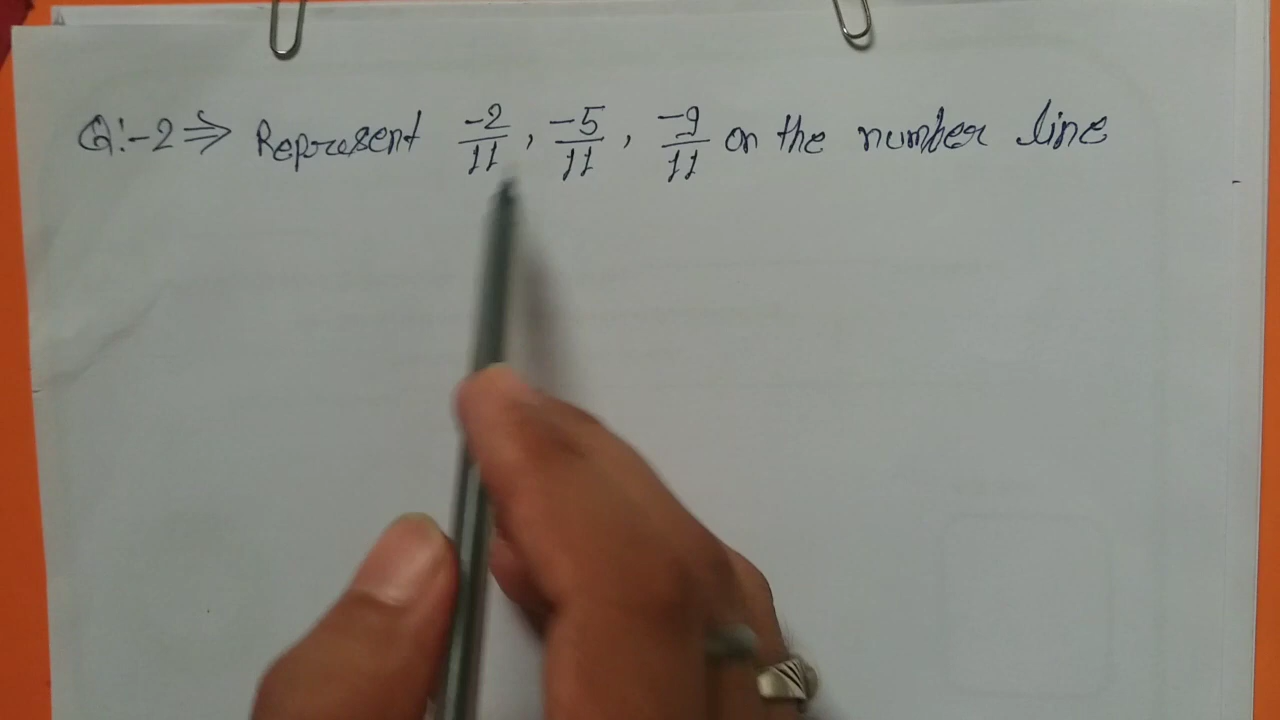 Q:-2⇒ Represent -2/11, -5/11, -9/11 on the number line